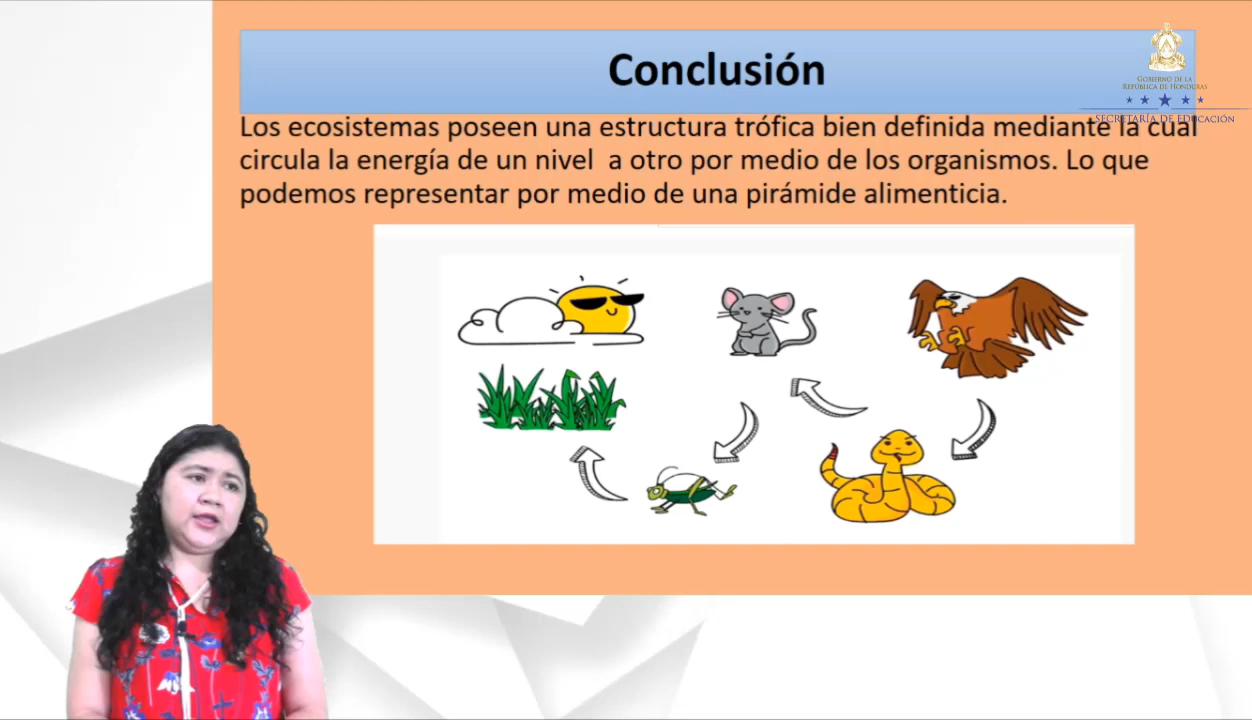 Conclusión
GOBIERNO DE LA
REPÚBLICA DE HONDURAS
SECRETARÍA DE EDUCACIÓN
Los ecosistemas poseen una estructura trófica bien definida mediante la cual
circula la energía de un nivel a otro por medio de los organismos. Lo que
podemos representar por medio de una pirámide alimenticia.